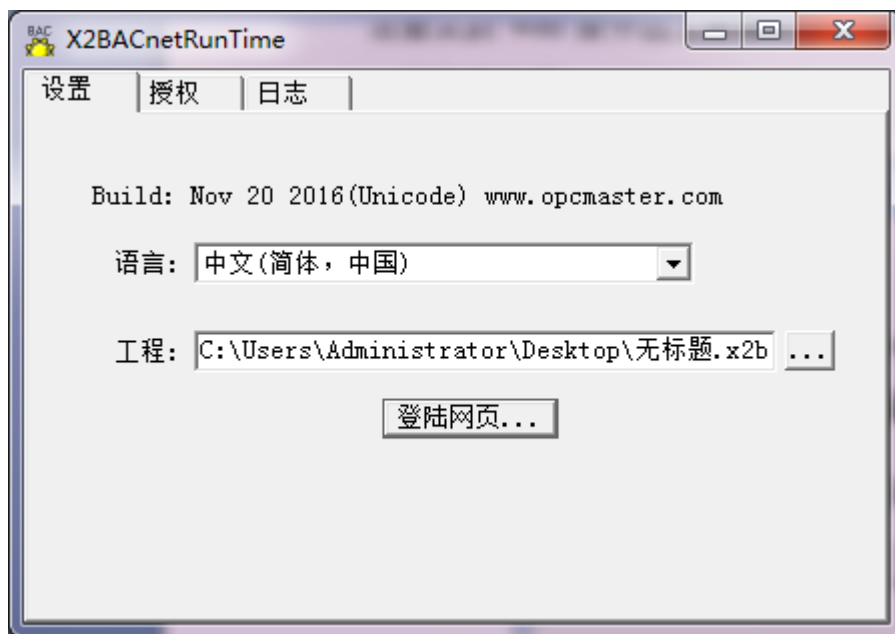 BAC
X2BACnetRunTime
设置 授权 日志
Build: Nov 20 2016(Unicode) www.opcmaster.com
语言: 中文(简体，中国)
工程: C:\Users\Administrator\Desktop\无标题.x2b ...
登陆网页...